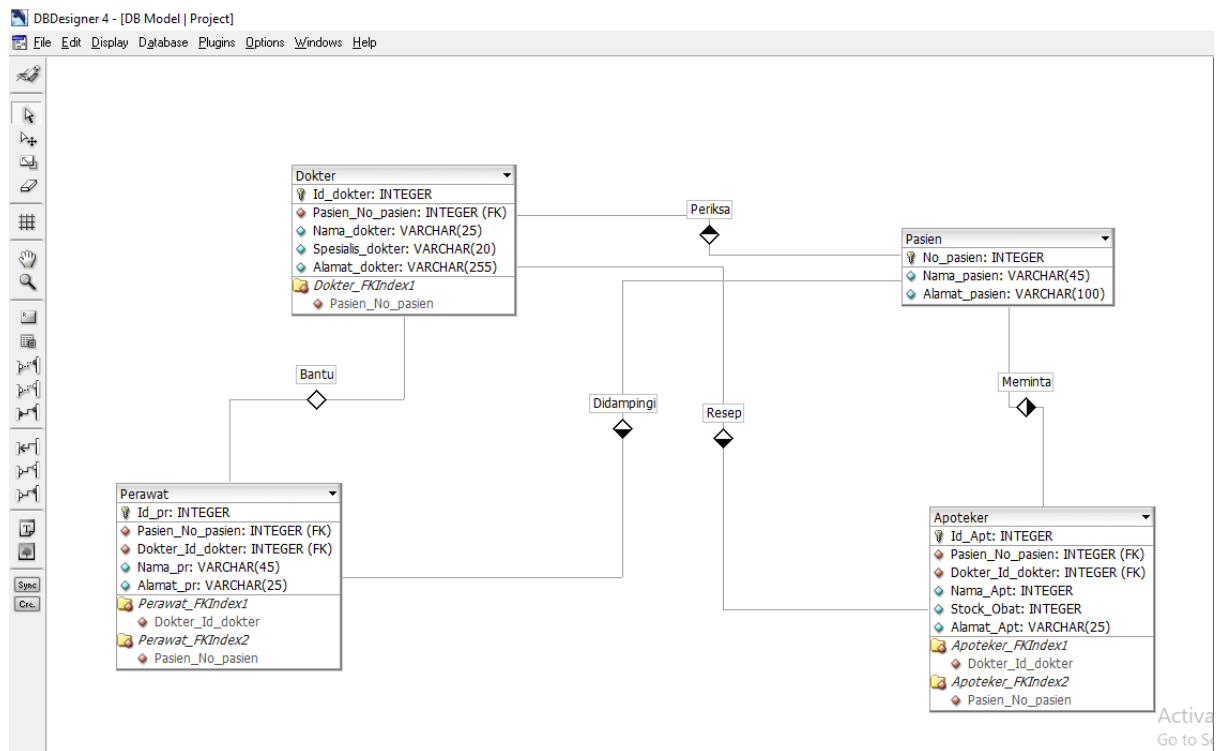 DBDesigner 4 - [DB Model | Project]
File Edit Display Database Plugins Options Windows Help
Dokter
Id_dokter: INTEGER
Pasien_No_pasien: INTEGER (FK)
Nama_dokter: VARCHAR(25)
Spesialis_dokter: VARCHAR(20)
Alamat_dokter: VARCHAR(255)
Dokter_FKIndex1
Pasien_No_pasien
Periksa
Pasien
No_pasien: INTEGER
Nama_pasien: VARCHAR(45)
Alamat_pasien: VARCHAR(100)
Bantu
Didampingi
Resep
Meminta
Perawat
Id_pr: INTEGER
Pasien_No_pasien: INTEGER (FK)
Dokter_Id_dokter: INTEGER (FK)
Nama_pr: VARCHAR(45)
Alamat_pr: VARCHAR(25)
Perawat_FKIndex1
Dokter_Id_dokter
Perawat_FKIndex2
Pasien_No_pasien
Apoteker
Id_Apt: INTEGER
Pasien_No_pasien: INTEGER (FK)
Dokter_Id_dokter: INTEGER (FK)
Nama_Apt: INTEGER
Stock_Obat: INTEGER
Alamat_Apt: VARCHAR(25)
Apoteker_FKIndex1
Dokter_Id_dokter
Apoteker_FKIndex2
Pasien_No_pasien
Sync
Cre.
Activa
Go to S